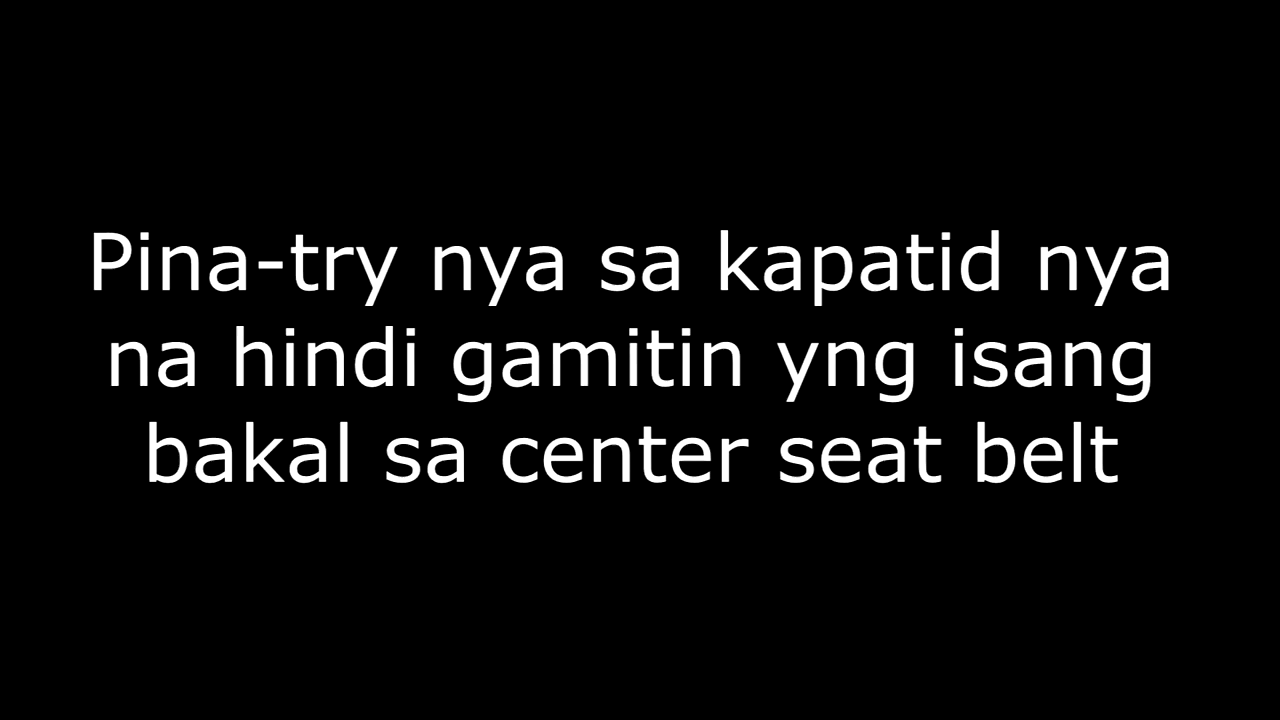 Pina-try nya sa kapatid nya
na hindi gamitin yng isang
bakal sa center seat belt